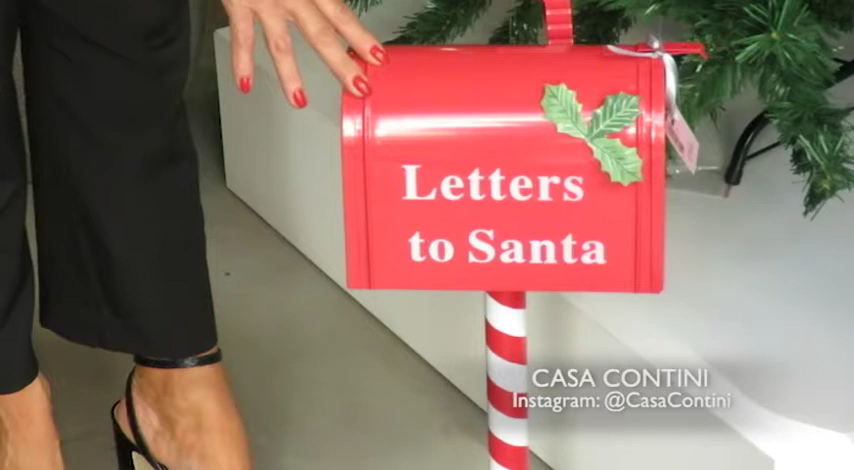 Letters
to Santa
CASA CONTINI
Instagram: @CasaContini